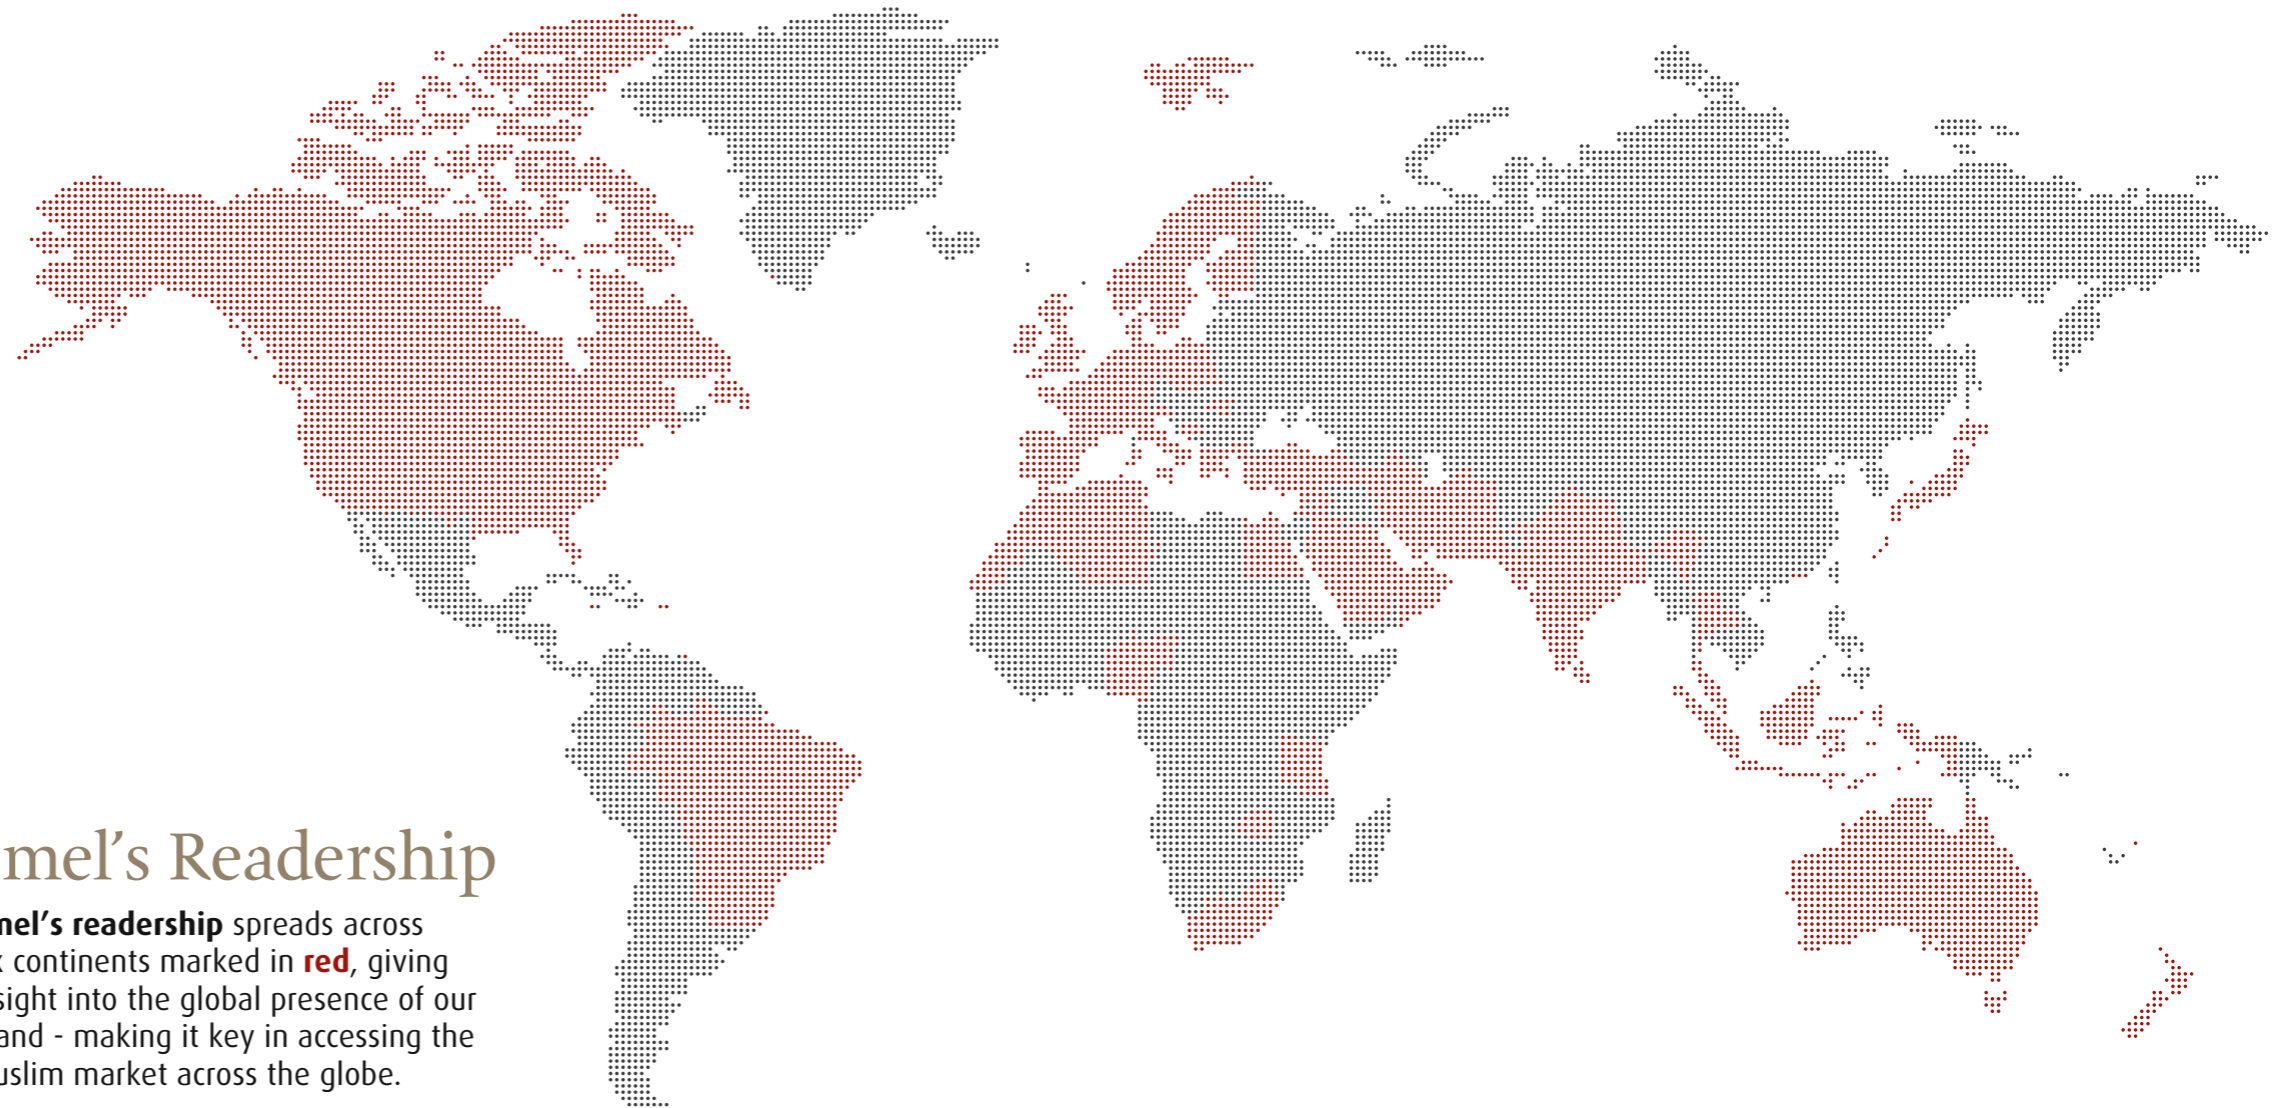 mel's Readership
mel's readership spreads across
x continents marked in red, giving
sight into the global presence of our
and - making it key in accessing the
uslim market across the globe.